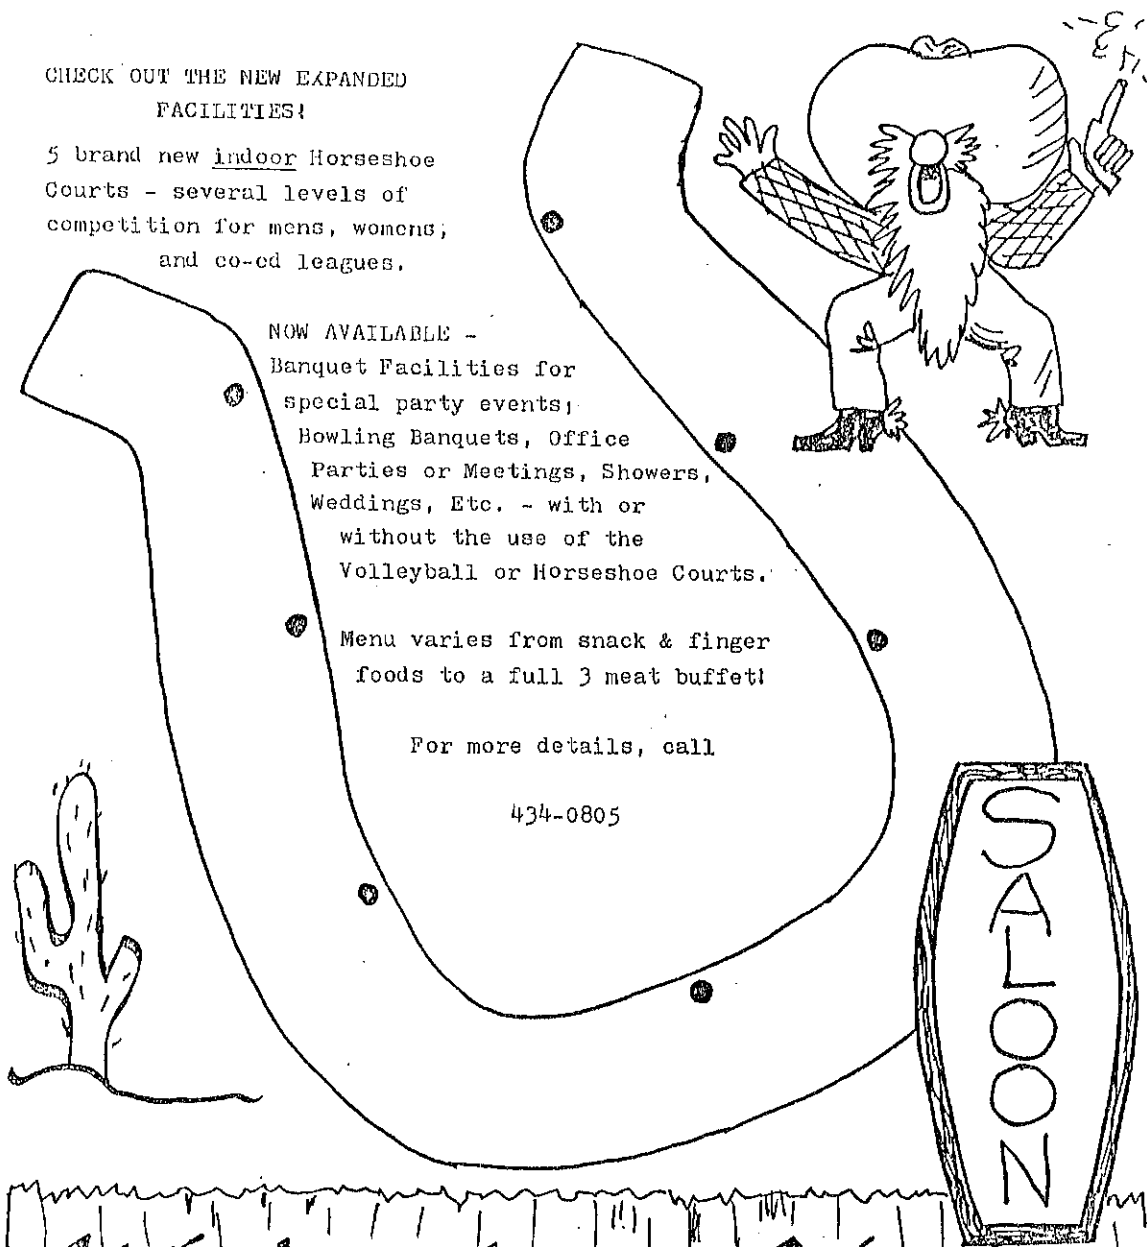 CHECK OUT THE NEW EXPANDED
FACILITIES!
5 brand new indoor Horseshoe
Courts - several levels of
competition for mens, womens,
and co-ed leagues.
NOW AVAILABLE -
Banquet Facilities for
special party events;
Bowling Banquets, Office
Parties or Meetings, Showers,
Weddings, Etc. - with or
without the use of the
Volleyball or Horseshoe Courts.
Menu varies from snack & finger
foods to a full 3 meat buffet!
For more details, call
434-0805
SALOON